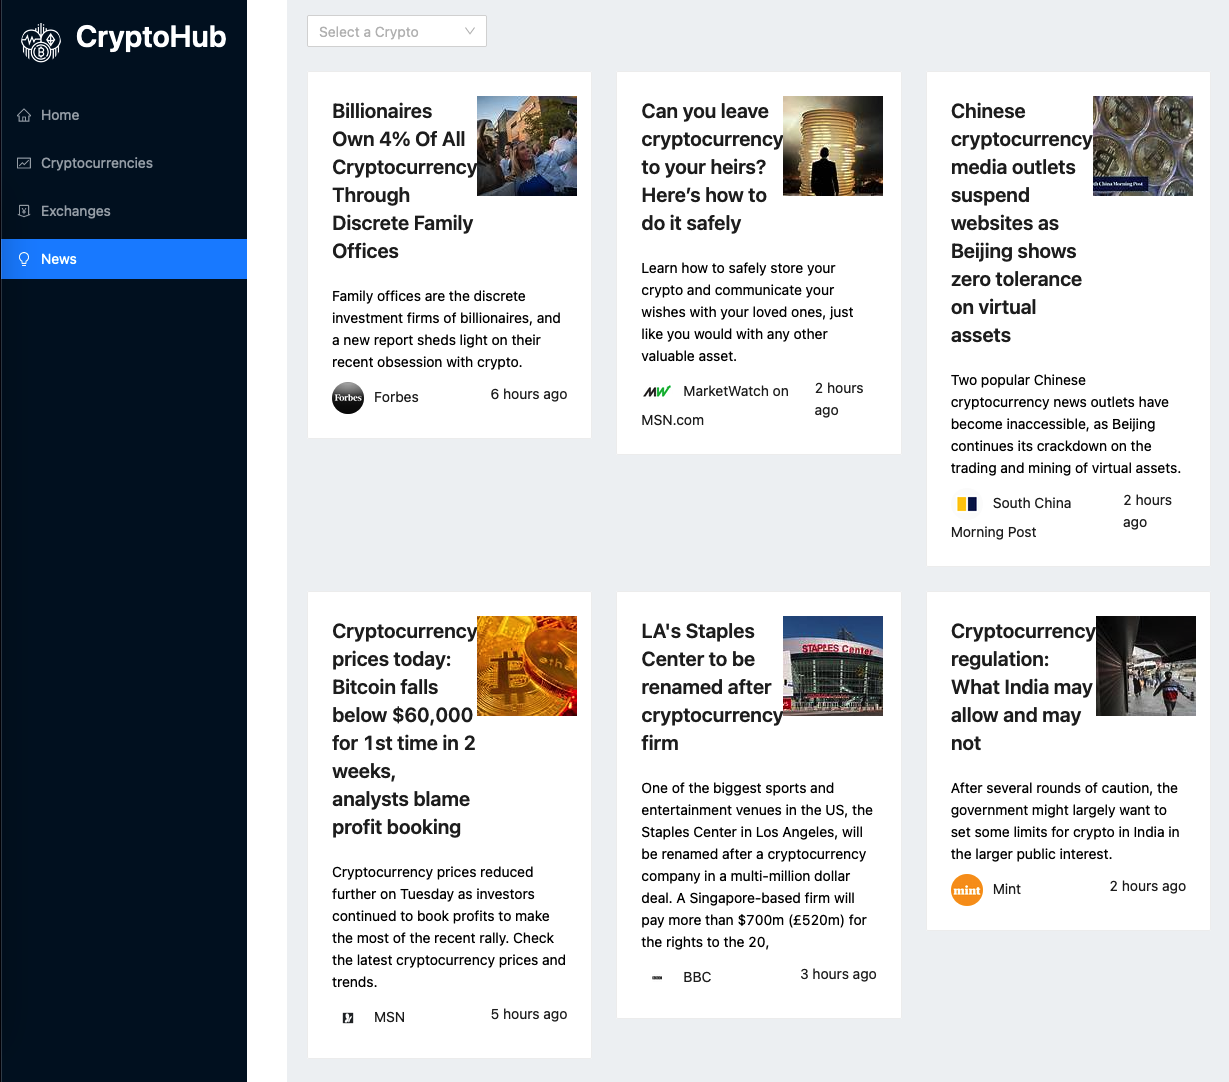 CryptoHub
Home
Cryptocurrencies
Exchanges
News
Select a Crypto
Billionaires
Own 4% Of All
Cryptocurrency
Through
Discrete Family
Offices
Family offices are the discrete
investment firms of billionaires, and
a new report sheds light on their
recent obsession with crypto.
Forbes
Forbes
6 hours ago
Can you leave
cryptocurrency
to your heirs?
Here’s how to
do it safely
Learn how to safely store your
crypto and communicate your
wishes with your loved ones, just
like you would with any other
valuable asset.
MW
MarketWatch on
MSN.com
2 hours
ago
Chinese
cryptocurrency
media outlets
suspend
websites as
Beijing shows
zero tolerance
on virtual
assets
th China Morning Post
Two popular Chinese
cryptocurrency news outlets have
become inaccessible, as Beijing
continues its crackdown on the
trading and mining of virtual assets.
South China
Morning Post
2 hours
ago
Cryptocurrency
prices today:
Bitcoin falls
below $60,000
for 1st time in 2
weeks,
analysts blame
profit booking
Cryptocurrency prices reduced
further on Tuesday as investors
continued to book profits to make
the most of the recent rally. Check
the latest cryptocurrency prices and
trends.
MSN
5 hours ago
LA's Staples
Center to be
renamed after
cryptocurrency
firm
STAPLES Center
One of the biggest sports and
entertainment venues in the US, the
Staples Center in Los Angeles, will
be renamed after a cryptocurrency
company in a multi-million dollar
deal. A Singapore-based firm will
pay more than $700m (£520m) for
the rights to the 20,
BBC
3 hours ago
Cryptocurrency
regulation:
What India may
allow and may
not
After several rounds of caution, the
government might largely want to
set some limits for crypto in India in
the larger public interest.
mint
Mint
2 hours ago